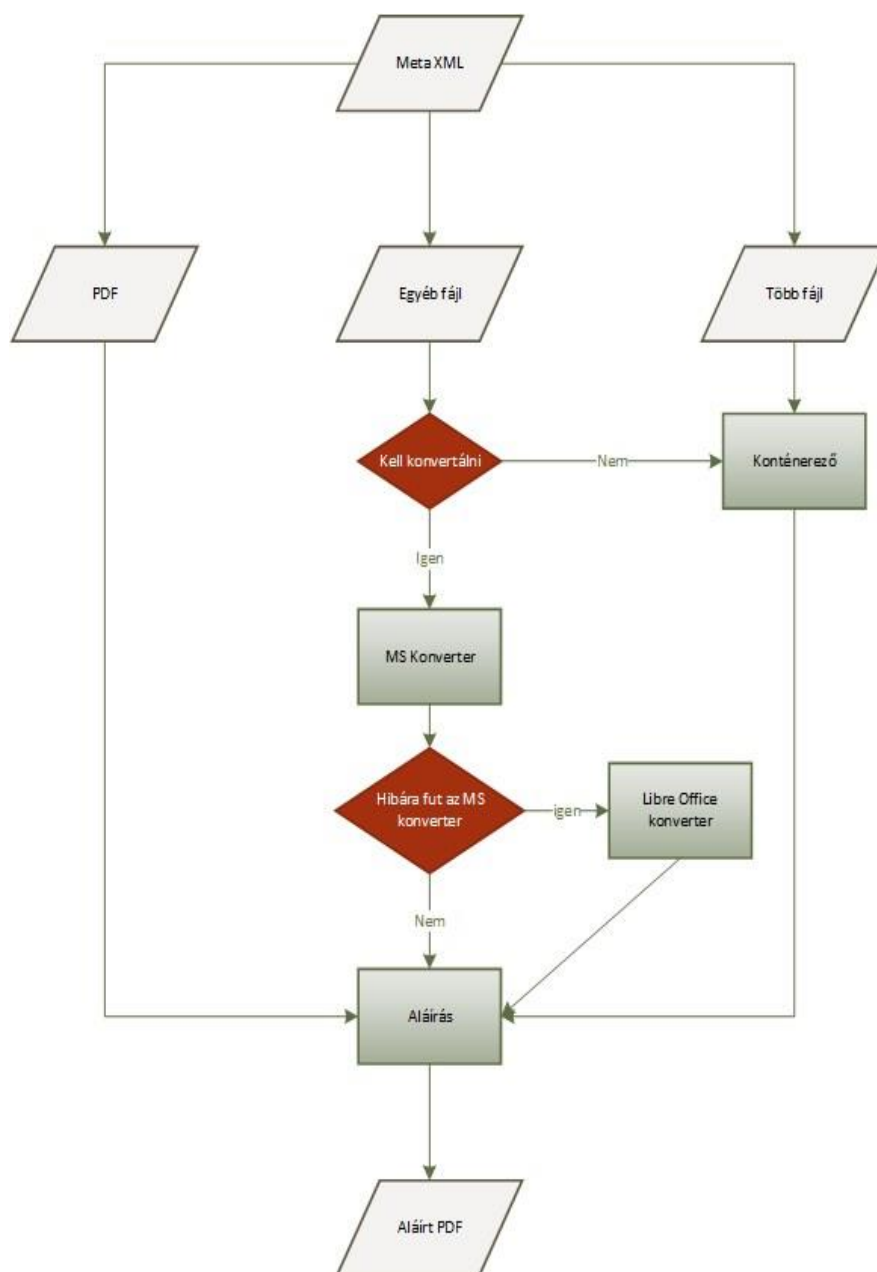 Meta XML
PDF
Egyéb fájl
Több fájl
Kell konvertálni
Nem
Konténerező
Igen
MS Konverter
Hibára fut az MS
konverter
igen
Libre Office
konverter
Nem
Aláírás
Aláírt PDF